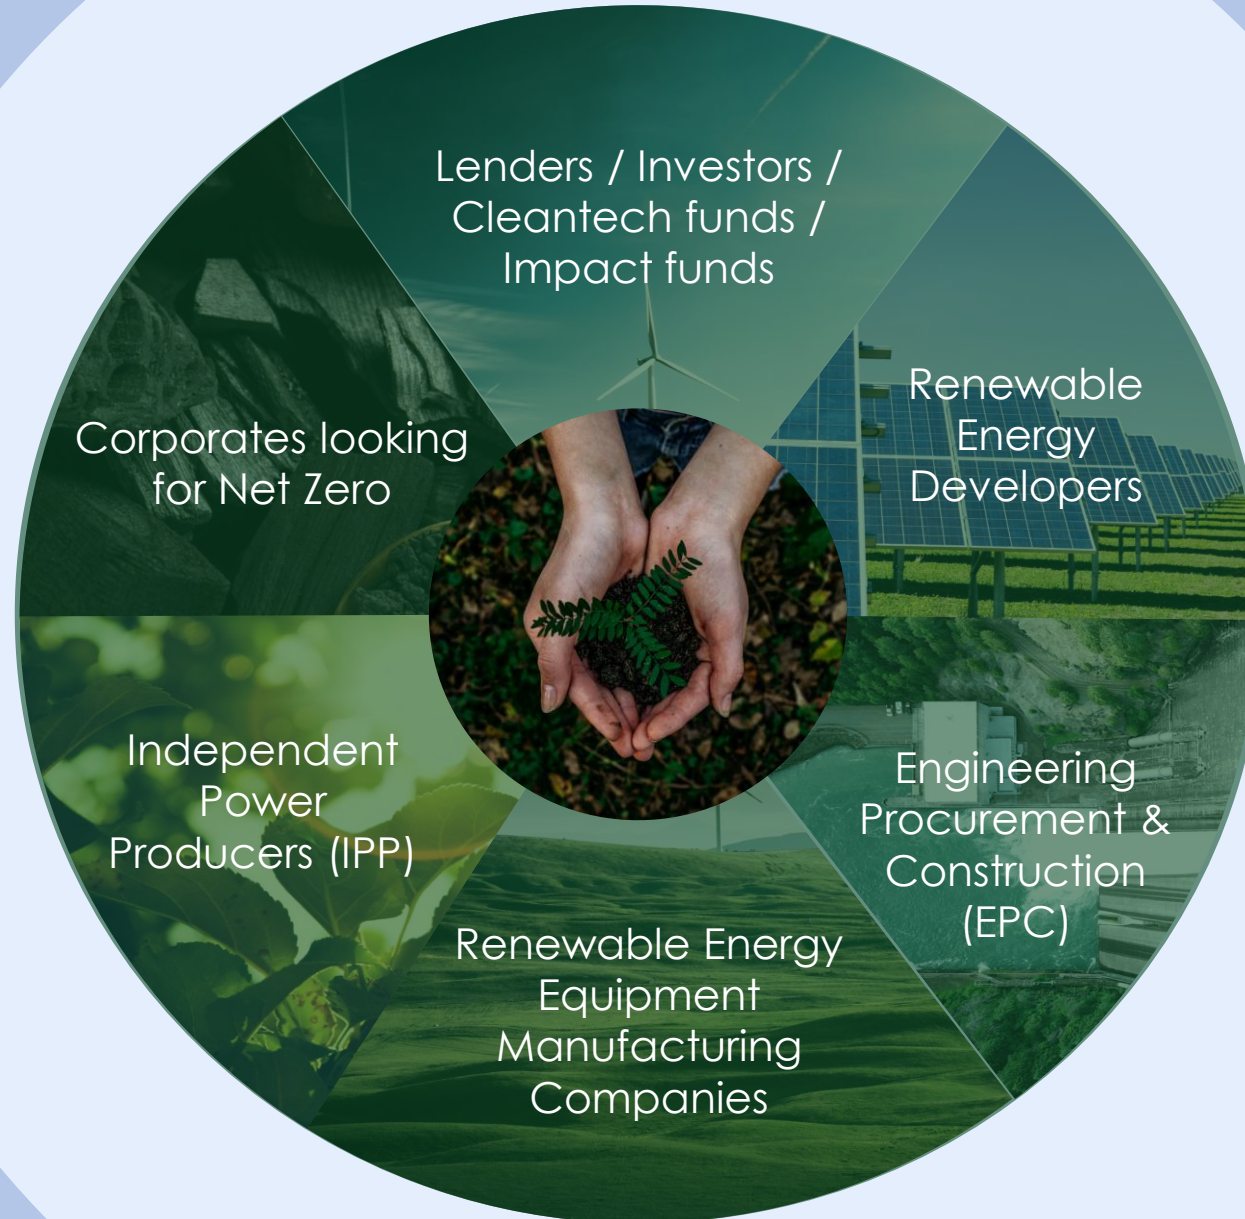 Lenders / Investors /
Cleantech funds /
Impact funds
Renewable
Energy
Developers
Engineering
Procurement &
Construction
(EPC)
Renewable Energy
Equipment
Manufacturing
Companies
Independent
Power
Producers (IPP)
Corporates looking
for Net Zero